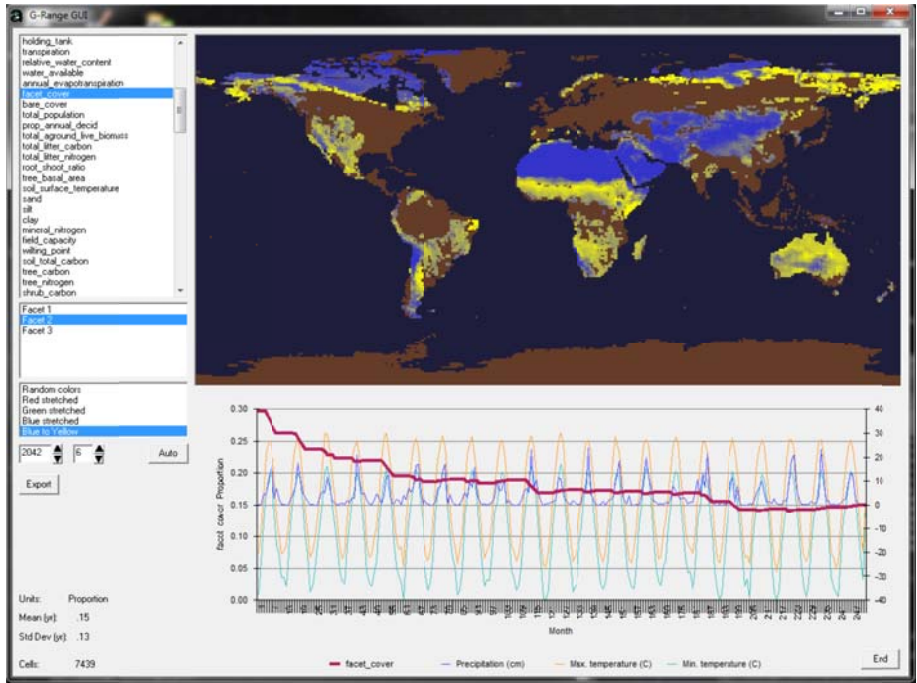 G-Range GUI
holding_tank
transpiration
relative_water_content
water_available
annual_evapotranspiration
facet_cover
bare_cover
total_population
prop_annual_decid
total_aground_live_biomass
total_litter_carbon
total_litter_nitrogen
root_shoot_ratio
tree_basal_area
soil_surface_temperature
sand
silt
clay
mineral_nitrogen
field_capacity
wilting_point
soil_total_carbon
tree_carbon
tree_nitrogen
shrub_carbon
Facet 1
Facet 2
Facet 3
Random colors
Red stretched
Green stretched
Blue stretched
Blue to Yellow
2042 6 Auto
Export
Units: Proportion
Mean (yr): .15
Std Dev (yr): .13
Cells: 7439
facet_cover Proportion
0.30
0.25
0.20
0.15
0.10
0.05
0.00
40
30
20
10
0
-10
-20
-30
-40
Month
facet_cover Precipitation (cm) Max. temperature (C) Min. temperature (C)
End